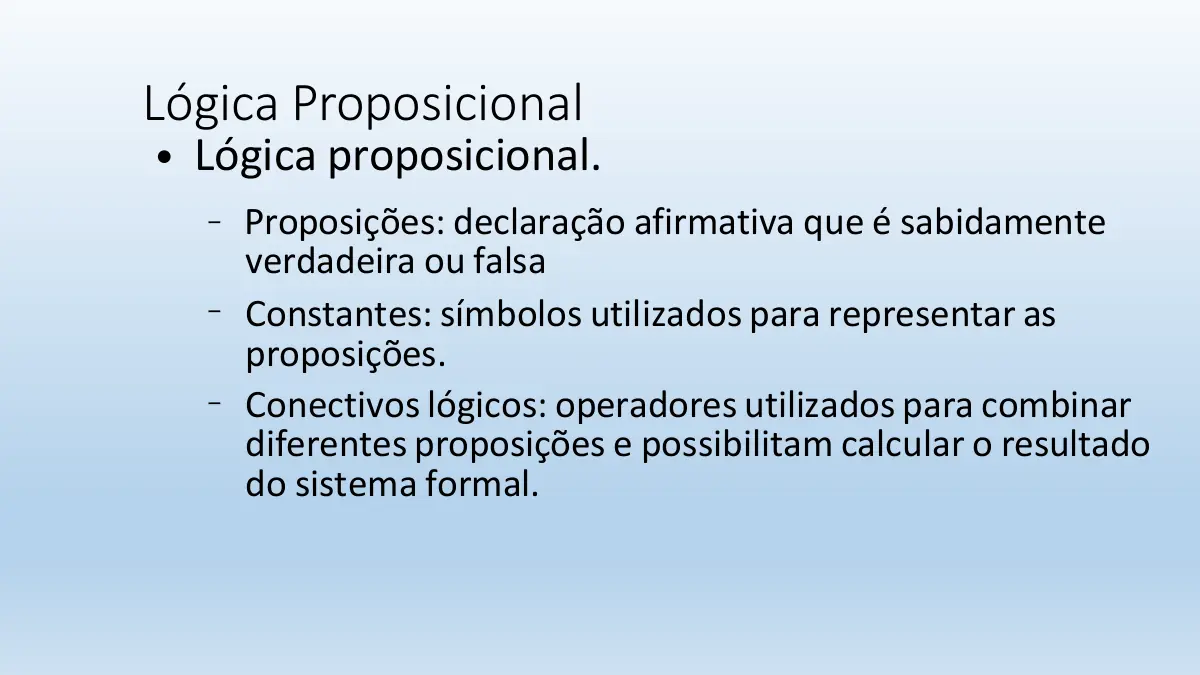 Lógica Proposicional
• Lógica proposicional.
– Proposições: declaração afirmativa que é sabidamente
verdadeira ou falsa
– Constantes: símbolos utilizados para representar as
proposições.
– Conectivos lógicos: operadores utilizados para combinar
diferentes proposições e possibilitam calcular o resultado
do sistema formal.